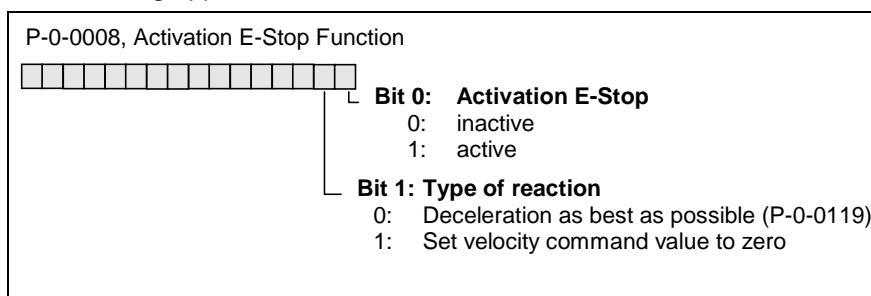 P-0-0008, Activation E-Stop Function
Bit 0: Activation E-Stop
0: inactive
1: active
Bit 1: Type of reaction
0: Deceleration as best as possible (P-0-0119)
1: Set velocity command value to zero